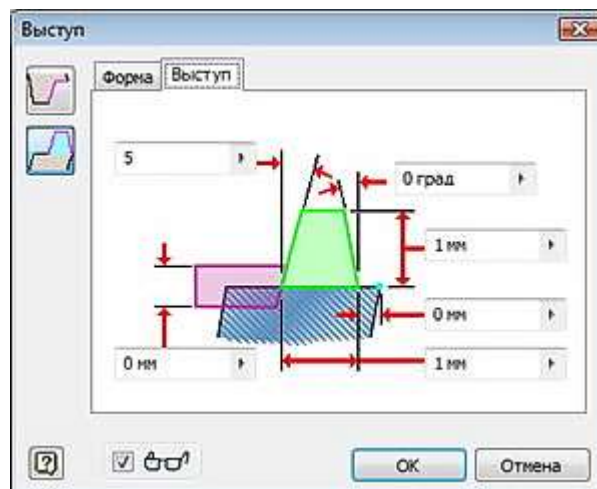 Выступ
Форма Выступ
5
0 град
1 мм
0 мм
0 мм
1 мм
OK Отмена